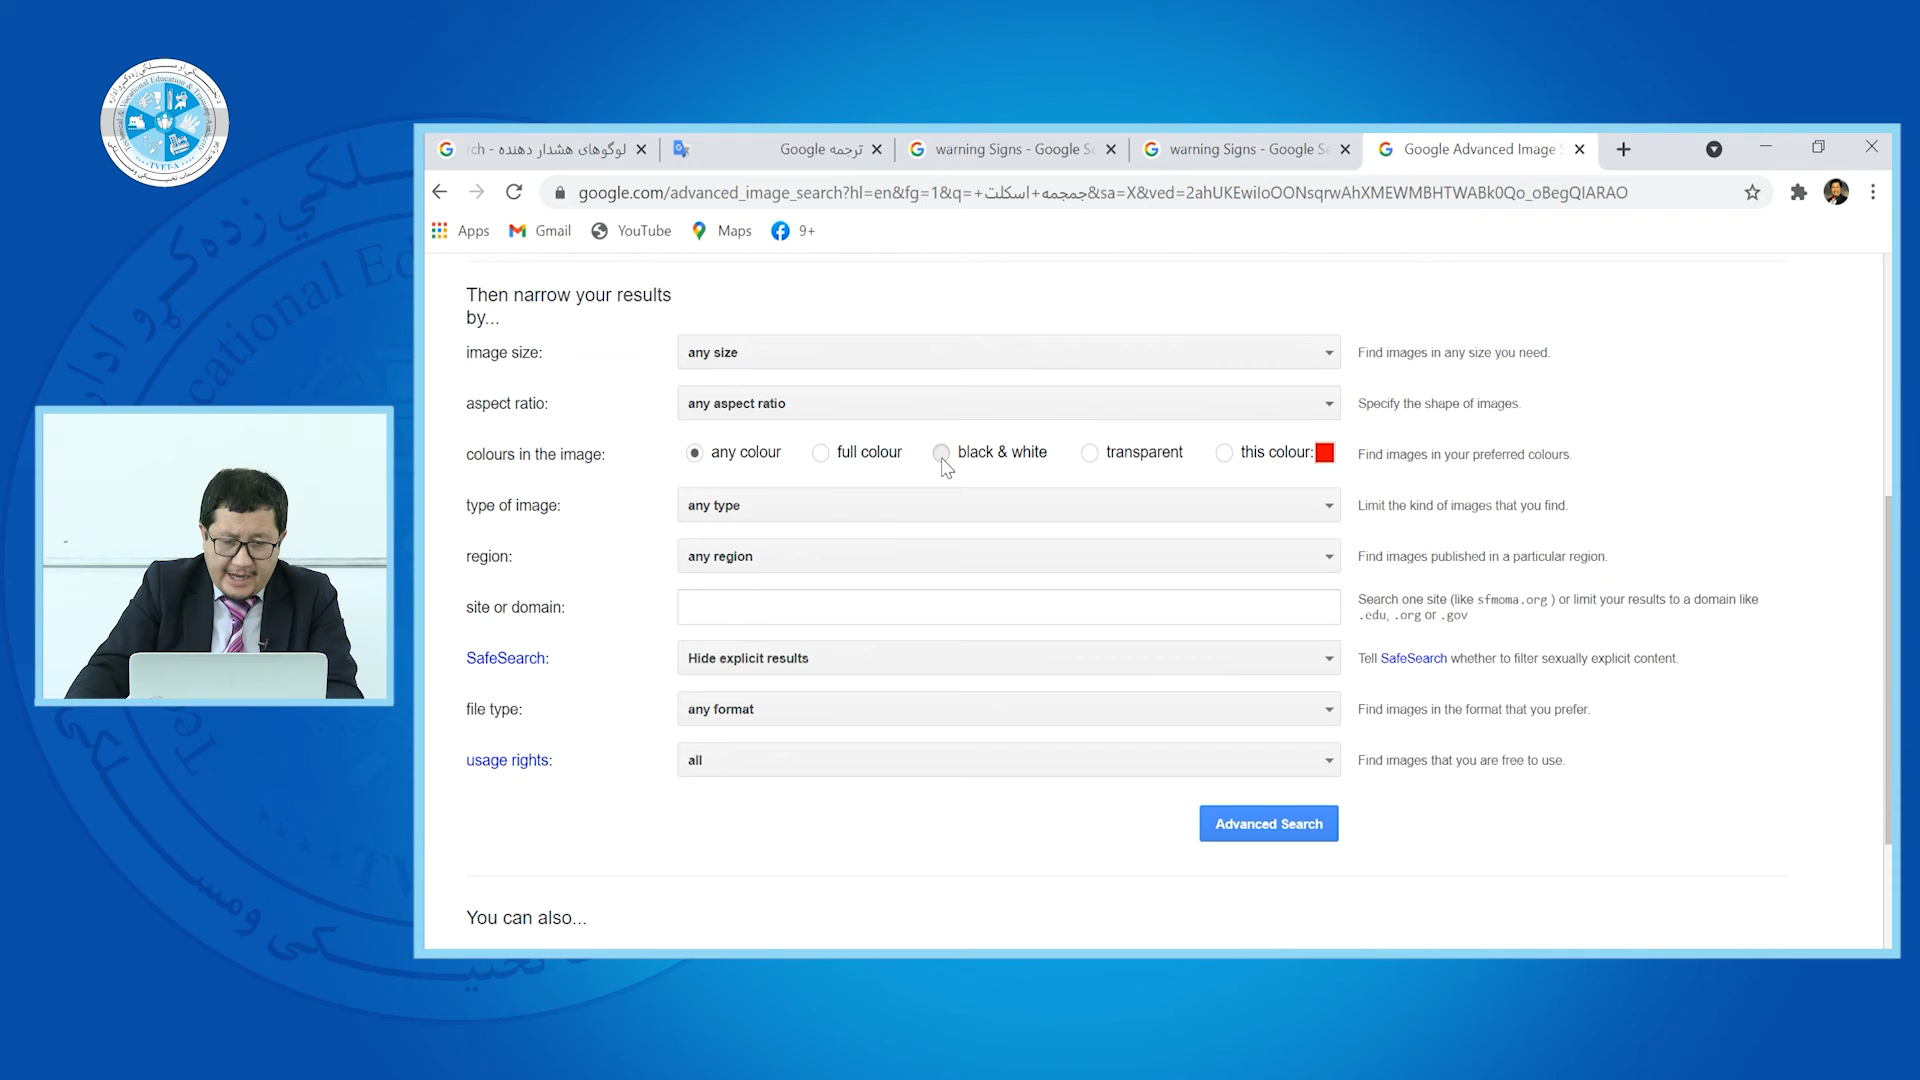 Technical & Vocational Education & Training Authority
TVET-A
لوگوهای هشدار دهنده - rch
ترجمه Google
warning Signs - Google Se
warning Signs - Google Se
Google Advanced Image S
google.com/advanced_image_search?hl=en&fg=1&q=+جمجمه+اسکلت&sa=X&ved=2ahUKEwiIoOONsqrwAhXMEWMBHTWABk0Qo_oBegQIARAO
Apps
Gmail
YouTube
Maps
9+
Then narrow your results
by...
image size:
any size
Find images in any size you need.
aspect ratio:
any aspect ratio
Specify the shape of images.
colours in the image:
any colour
full colour
black & white
transparent
this colour:
Find images in your preferred colours.
type of image:
any type
Limit the kind of images that you find.
region:
any region
Find images published in a particular region.
site or domain:
Search one site (like sfmoma.org ) or limit your results to a domain like
.edu, .org or .gov
SafeSearch:
Hide explicit results
Tell SafeSearch whether to filter sexually explicit content.
file type:
any format
Find images in the format that you prefer.
usage rights:
all
Find images that you are free to use.
Advanced Search
You can also...